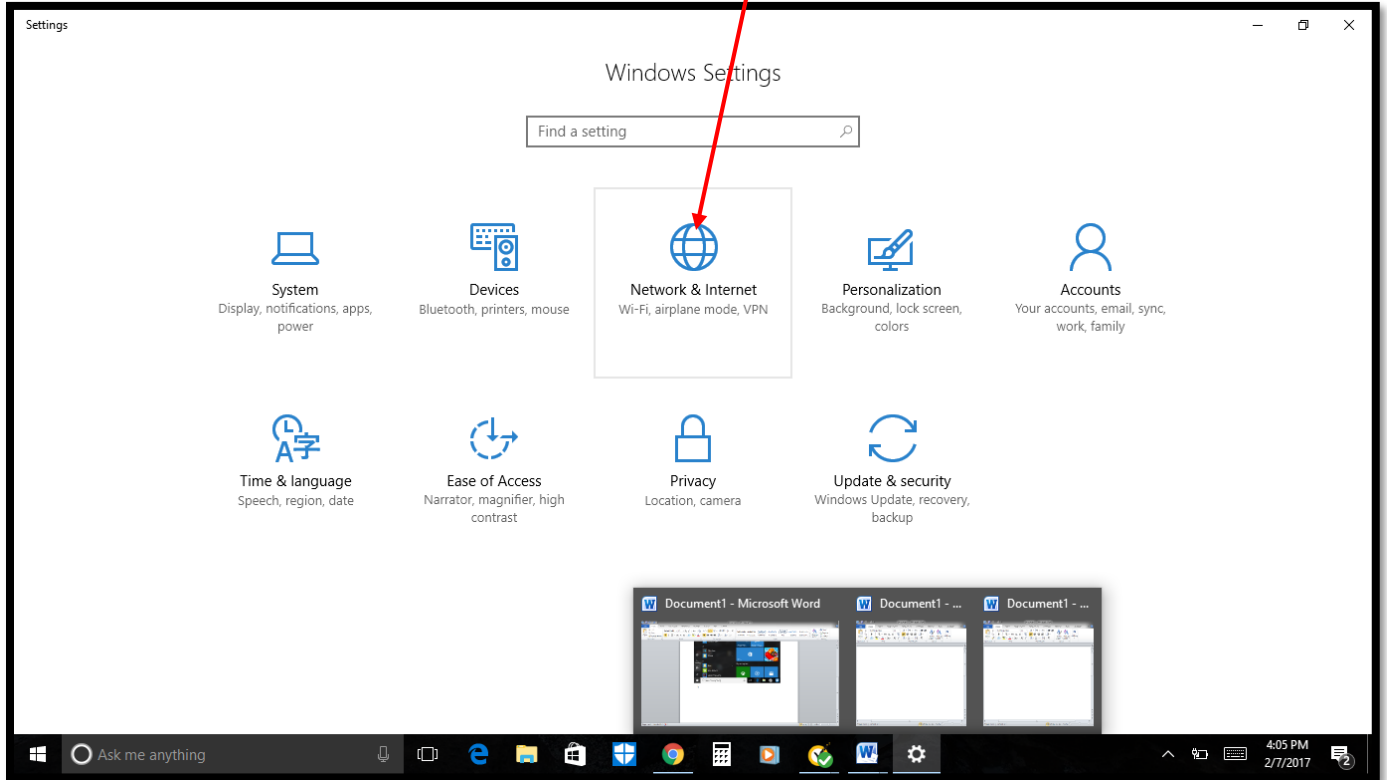 Settings
Windows Settings
Find a setting
System
Display, notifications, apps,
power
Devices
Bluetooth, printers, mouse
Network & Internet
Wi-Fi, airplane mode, VPN
Personalization
Background, lock screen,
colors
Accounts
Your accounts, email, sync,
work, family
Time & language
Speech, region, date
Ease of Access
Narrator, magnifier, high
contrast
Privacy
Location, camera
Update & security
Windows Update, recovery,
backup
Document1 - Microsoft Word
Document1 - ...
Document1 - ...
Ask me anything
4:05 PM
2/7/2017
2